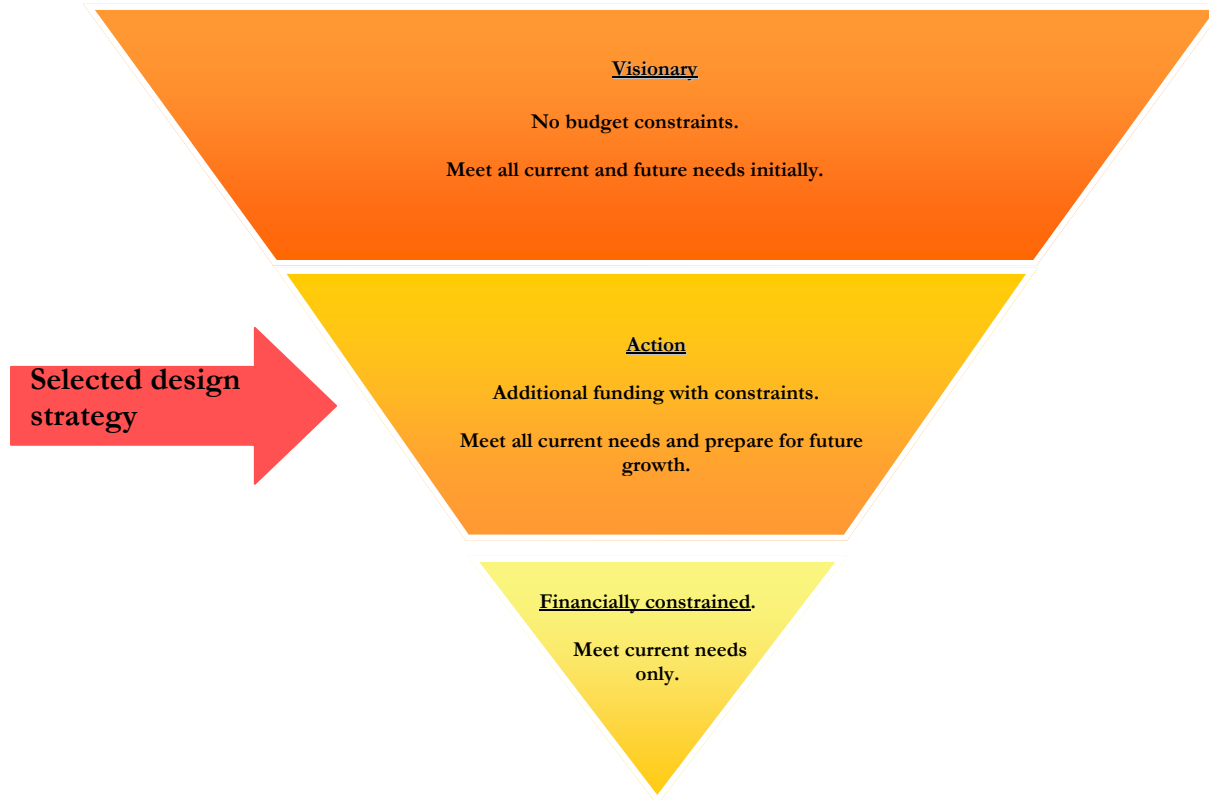 Visionary
No budget constraints.
Meet all current and future needs initially.
Selected design
strategy
Action
Additional funding with constraints.
Meet all current needs and prepare for future
growth.
Financially constrained.
Meet current needs
only.